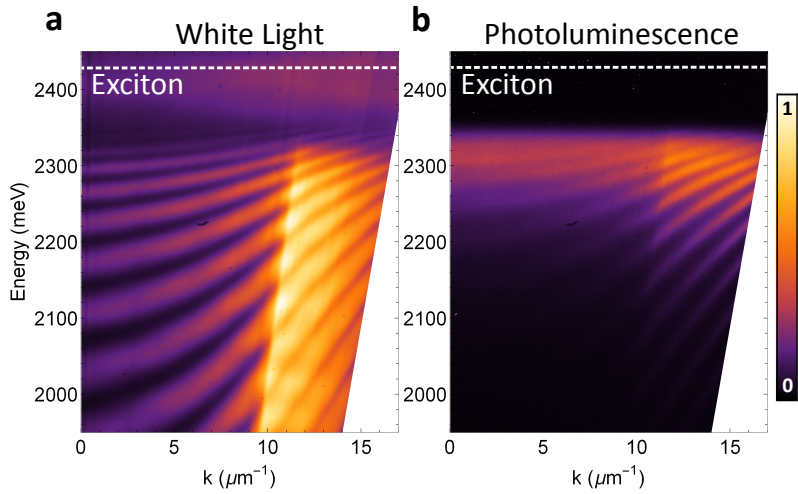 a
White Light
b
Photoluminescence
Exciton
Exciton
Energy (meV)
2400
2300
2200
2100
2000
2400
2300
2200
2100
2000
1
0
0
5
10
15
0
5
10
15
k (μm⁻¹)
k (μm⁻¹)